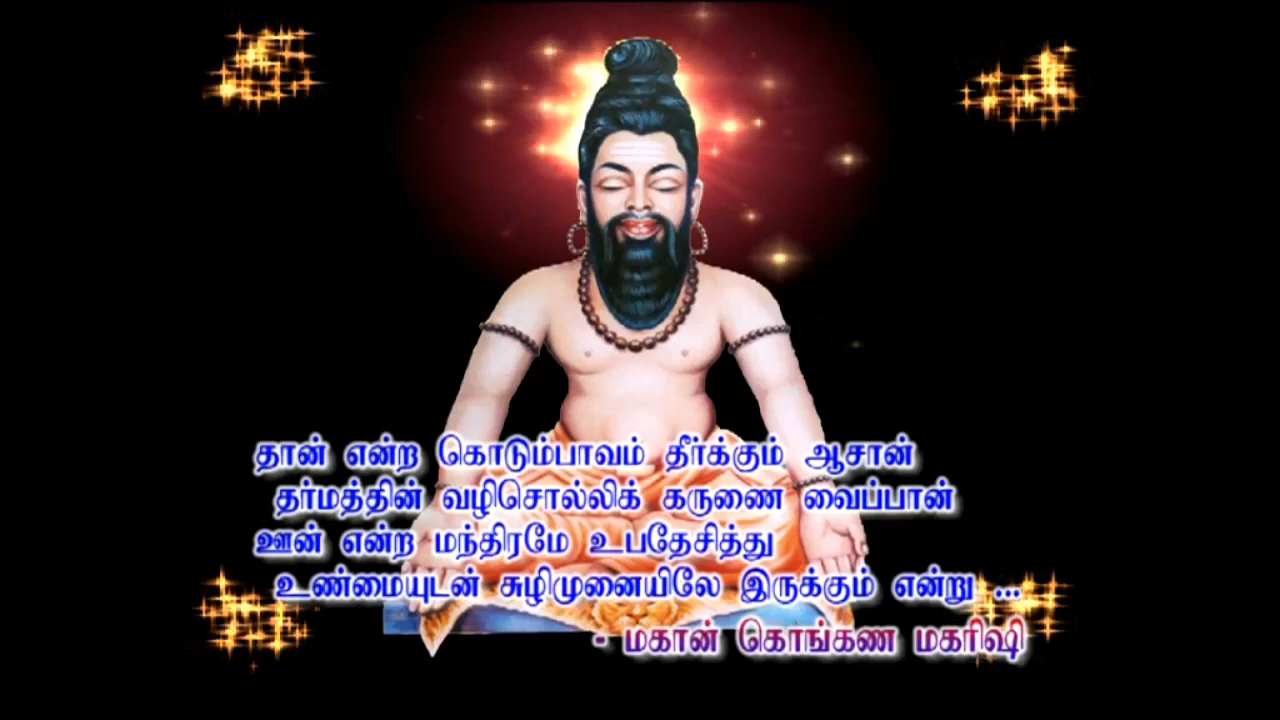 தான் என்ற கொடும்பாவம் தீர்க்கும் ஆசான்
தர்மத்தின் வழிசொல்லிக் கருணை வைப்பான்
ஊன் என்ற மந்திரமே உபதேசித்து
உண்மையுடன் சுழிமுனையிலே இருக்கும் என்று ...
- மகான் கொங்கண மகரிஷி